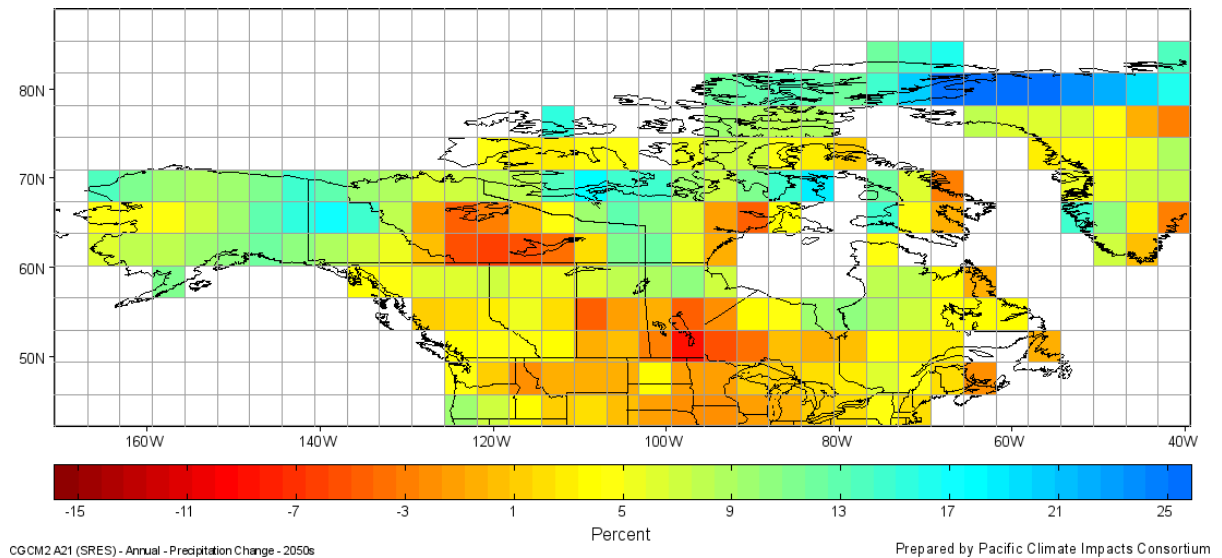 80N
70N
60N
50N
160W 140W 120W 100W 80W 60W 40W
-15 -11 -7 -3 1 5 9 13 17 21 25
Percent
CGCM2 A21 (SRES) - Annual - Precipitation Change - 2050s
Prepared by Pacific Climate Impacts Consortium